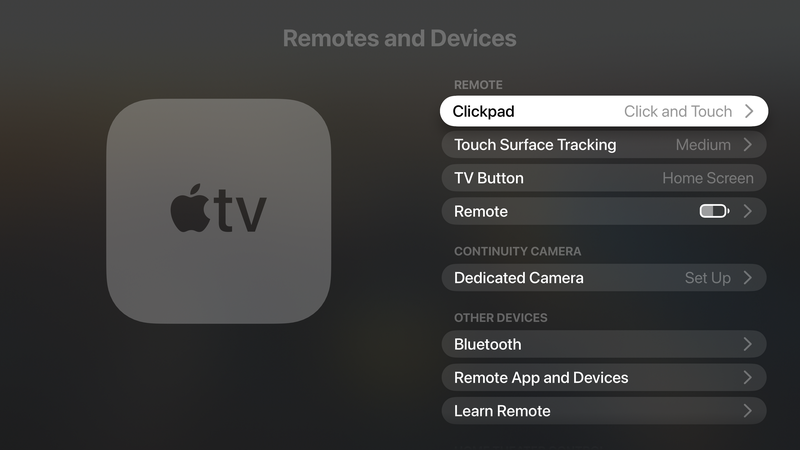 Remotes and Devices
tv
REMOTE
Clickpad Click and Touch
Touch Surface Tracking Medium
TV Button Home Screen
Remote
CONTINUITY CAMERA
Dedicated Camera Set Up
OTHER DEVICES
Bluetooth
Remote App and Devices
Learn Remote